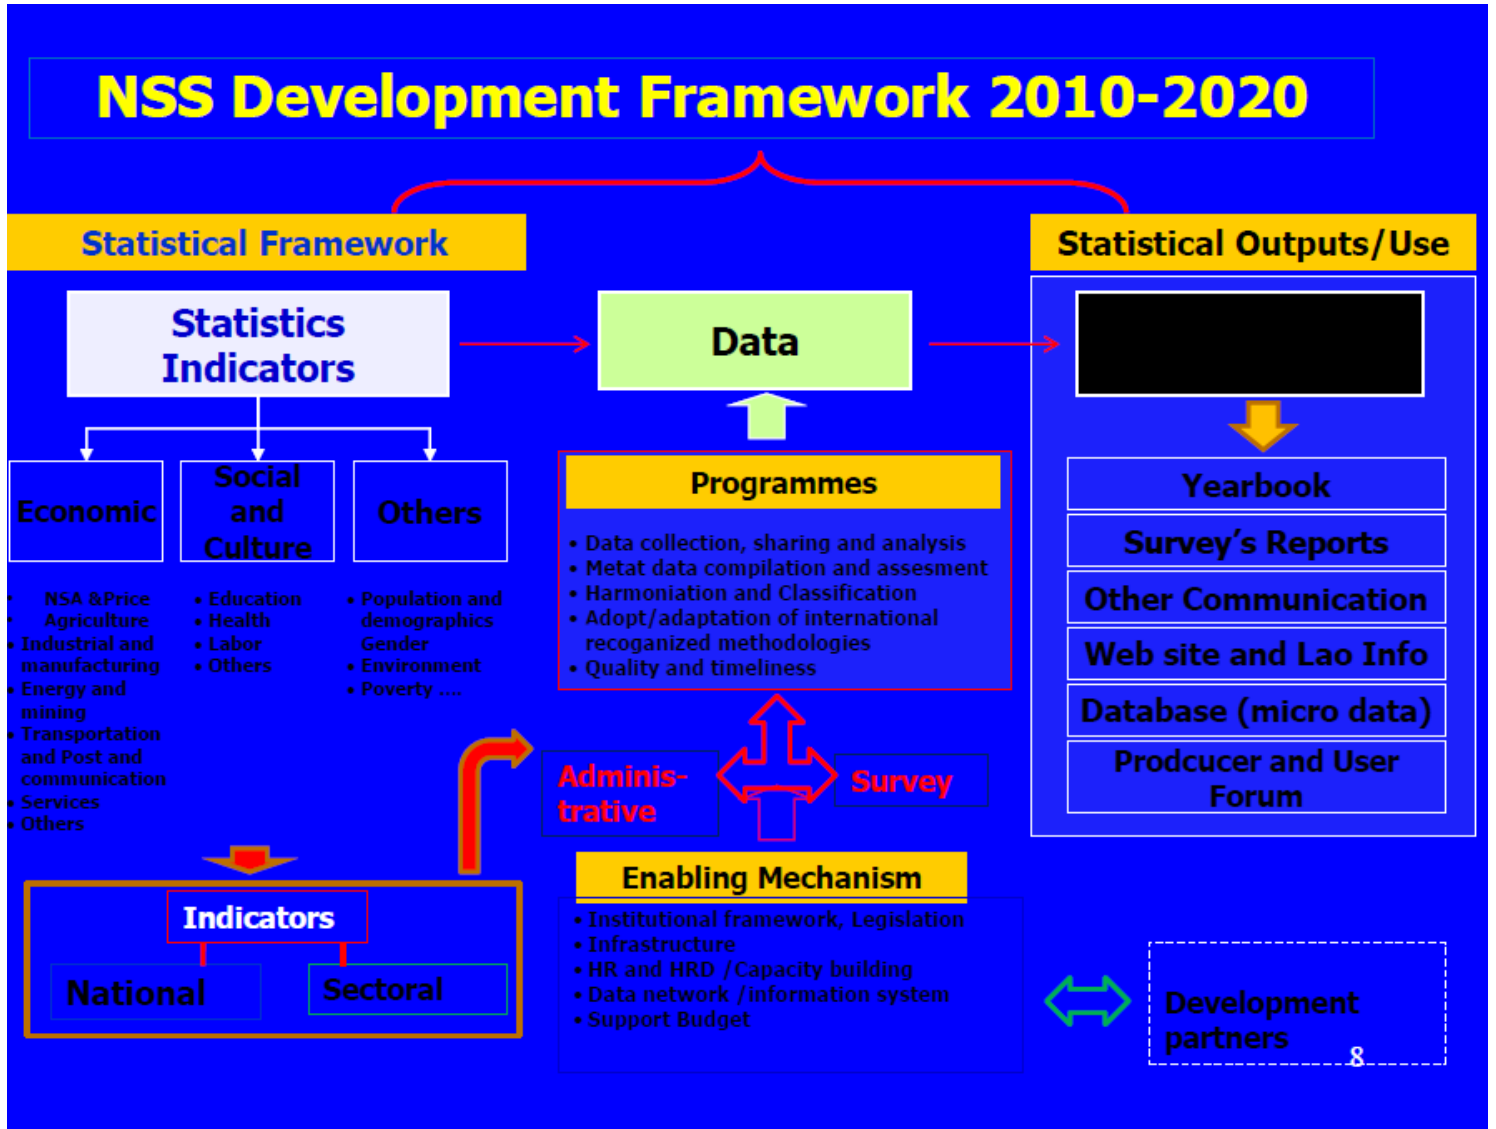 NSS Development Framework 2010-2020
Statistical Framework
Statistical Outputs/Use
Statistics
Indicators
Data
Economic
Social
and
Culture
Others
• NSA &Price
• Agriculture
• Industrial and
manufacturing
• Energy and
mining
• Transportation
and Post and
communication
• Services
• Others
• Education
• Health
• Labor
• Others
• Population and
demographics
Gender
• Environment
• Poverty ....
Programmes
• Data collection, sharing and analysis
• Metat data compilation and assesment
• Harmoniation and Classification
• Adopt/adaptation of international
recoganized methodologies
• Quality and timeliness
Yearbook
Survey's Reports
Other Communication
Web site and Lao Info
Database (micro data)
Prodcucer and User
Forum
Adminis-
trative
Survey
Indicators
National
Sectoral
Enabling Mechanism
• Institutional framework, Legislation
• Infrastructure
• HR and HRD /Capacity building
• Data network /information system
• Support Budget
Development
partners
8